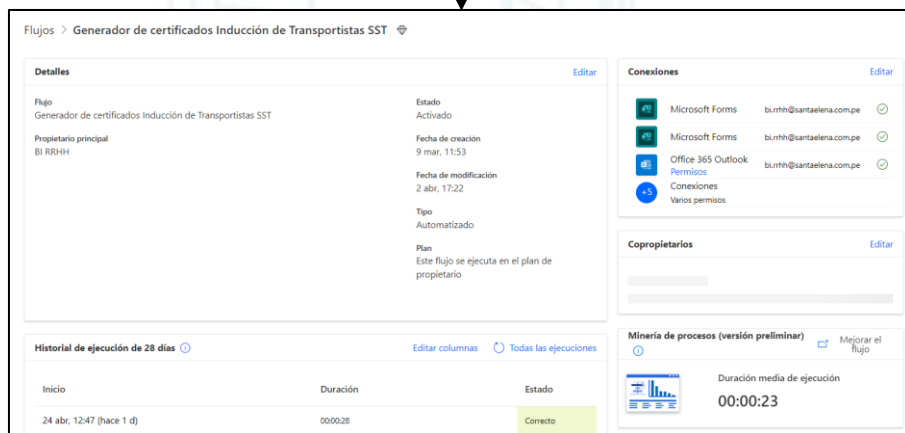 Flujos > Generador de certificados Inducción de Transportistas SST
Detalles
Editar
Flujo
Generador de certificados Inducción de Transportistas SST
Propietario principal
BI RRHH
Estado
Activado
Fecha de creación
9 mar, 11:53
Fecha de modificación
2 abr, 17:22
Tipo
Automatizado
Plan
Este flujo se ejecuta en el plan de
propietario
Conexiones
Editar
Microsoft Forms bi.rrhh@santaelena.com.pe
Microsoft Forms bi.rrhh@santaelena.com.pe
Office 365 Outlook bi.rrhh@santaelena.com.pe
Permisos
+5 Conexiones
Varios permisos
Copropietarios
Editar
Historial de ejecución de 28 días
Editar columnas
Todas las ejecuciones
Inicio Duración Estado
24 abr, 12:47 (hace 1 d) 00:00:28 Correcto
Minería de procesos (versión preliminar)
Mejorar el
flujo
Duración media de ejecución
00:00:23